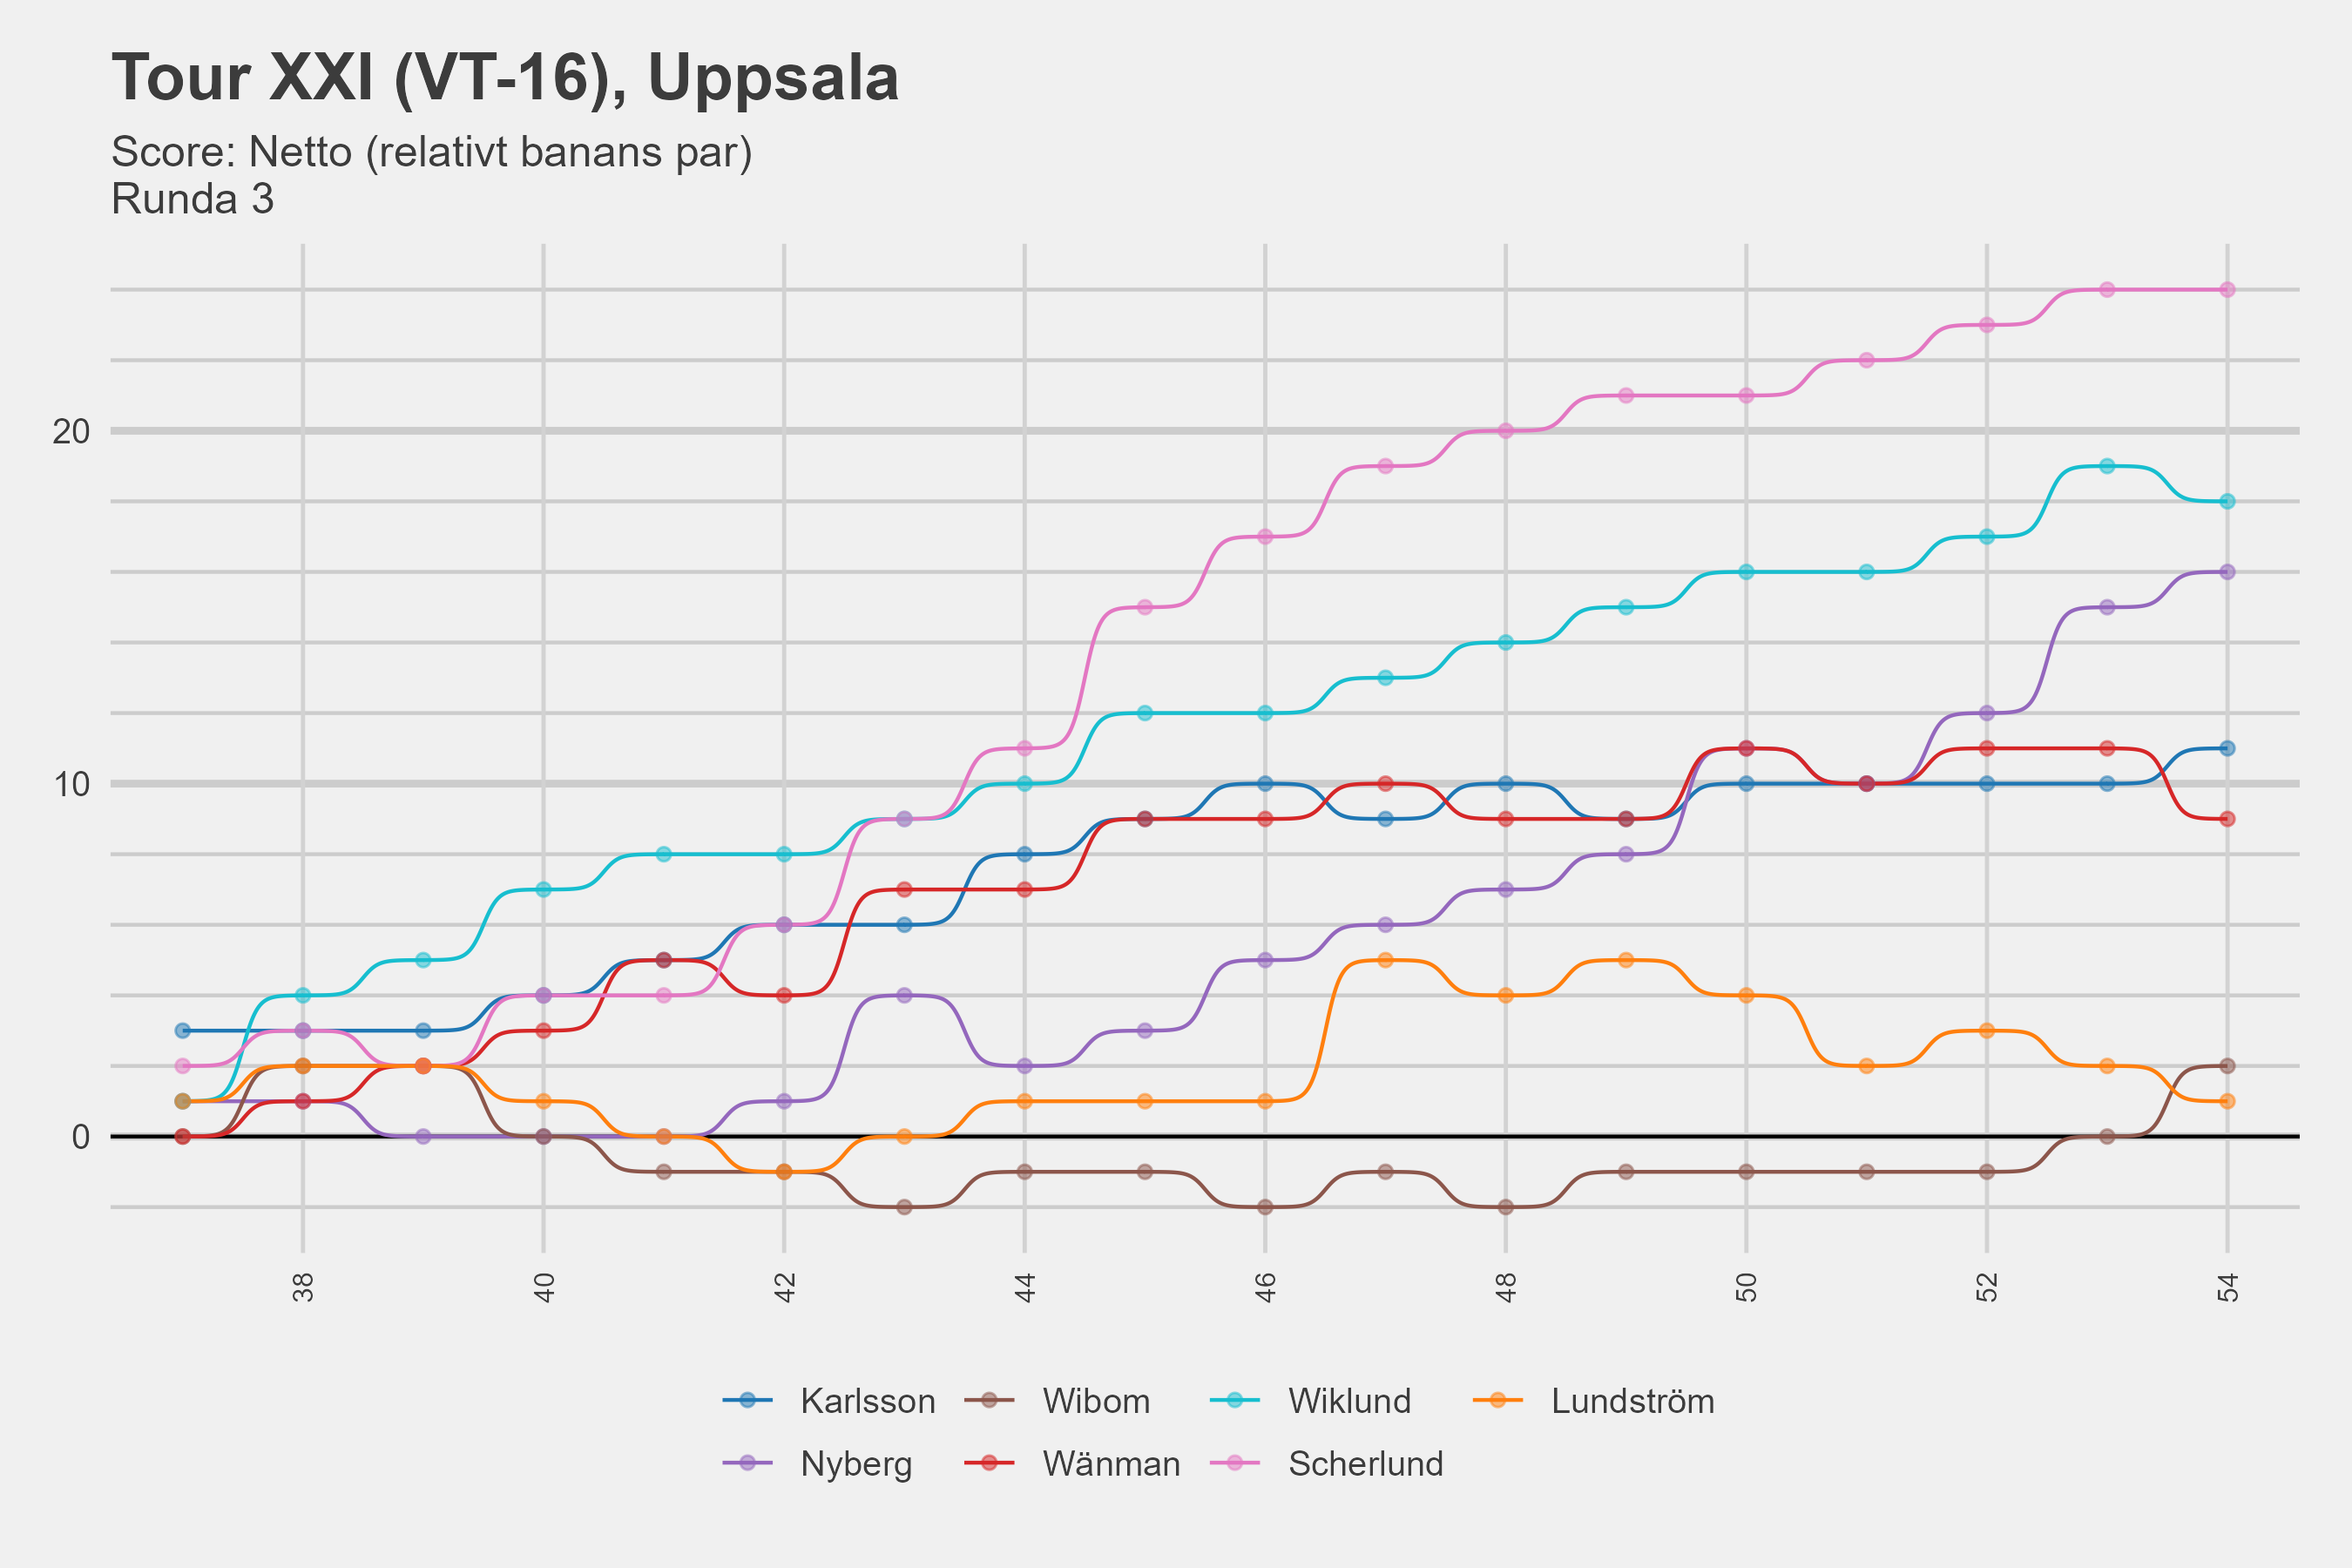 Tour XXI (VT-16), Uppsala
Score: Netto (relativt banans par)
Runda 3
20
10
0
38 40 42 44 46 48 50 52 54
Karlsson Wibom Wiklund Lundström
Nyberg Wänman Scherlund